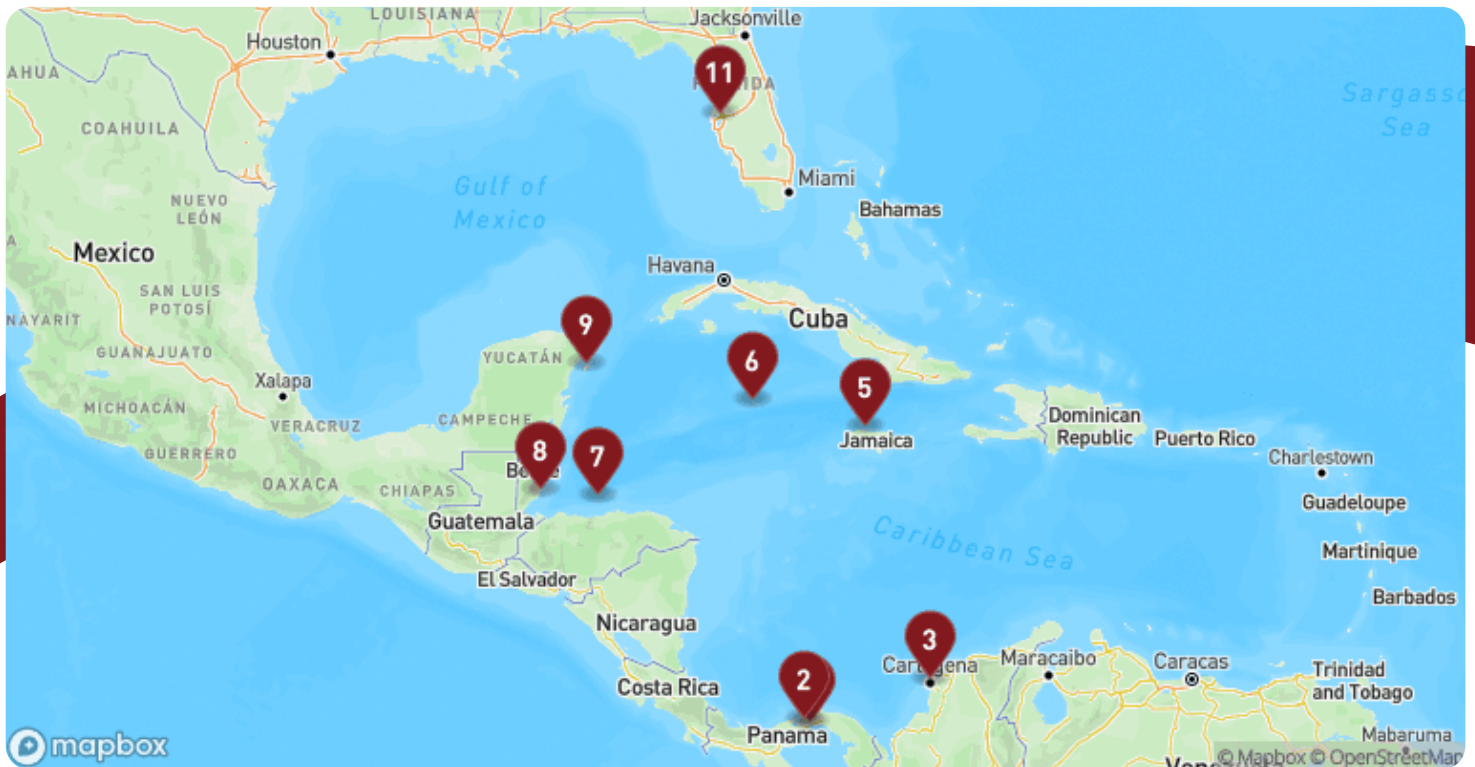 LOUISIANA
Jacksonville
Houston
AHUA
11
COAHUILA
Sargasso
Sea
Gulf of
Mexico
Miami
NUEVO
LEÓN
Bahamas
Mexico
Havana
SAN LUIS
POTOSÍ
NAYARIT
9
Cuba
GUANAJUATO
YUCATÁN
6
Xalapa
5
MICHOACÁN
VERACRUZ
CAMPECHE
Jamaica
Dominican
Republic
Puerto Rico
GUERRERO
8
7
Charlestown
OAXACA
CHIAPAS
Guadeloupe
Guatemala
Caribbean Sea
Martinique
El Salvador
Barbados
Nicaragua
3
Maracaibo
Caracas
Trinidad
and Tobago
Costa Rica
2
Panama
Mabaruma
mapbox
© Mapbox © OpenStreetMap